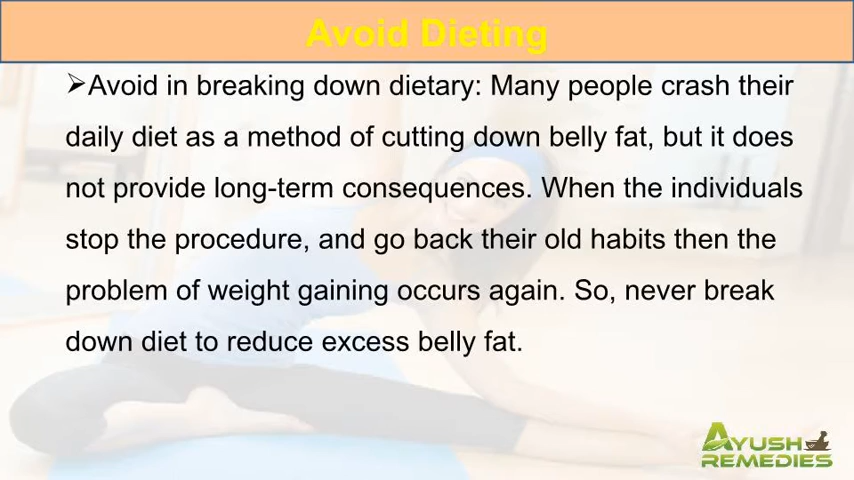 Avoid Dieting
➢Avoid in breaking down dietary: Many people crash their
daily diet as a method of cutting down belly fat, but it does
not provide long-term consequences. When the individuals
stop the procedure, and go back their old habits then the
problem of weight gaining occurs again. So, never break
down diet to reduce excess belly fat.
AYUSH
REMEDIES